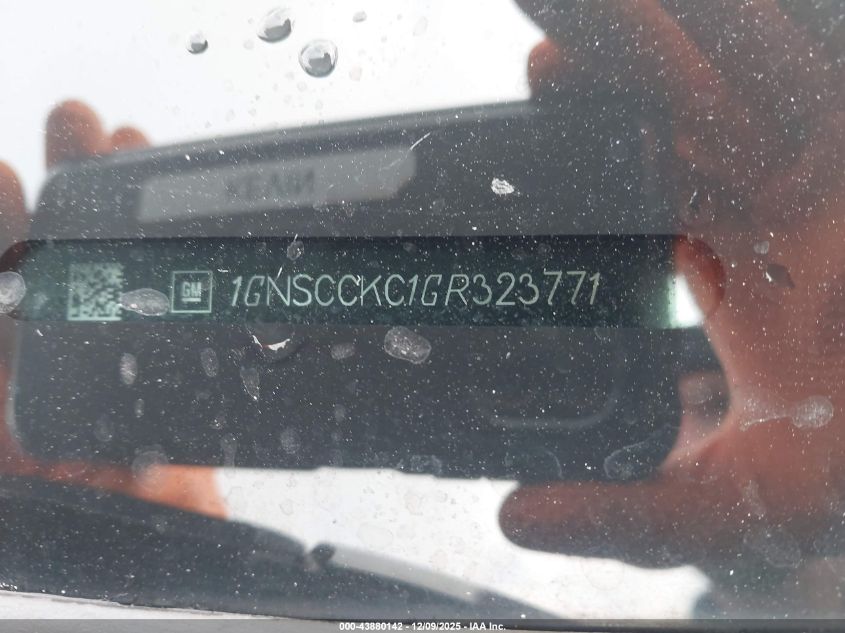 GM 1GNSCCKC1GR323771
000-43880142 - 12/09/2025 - IAA Inc.